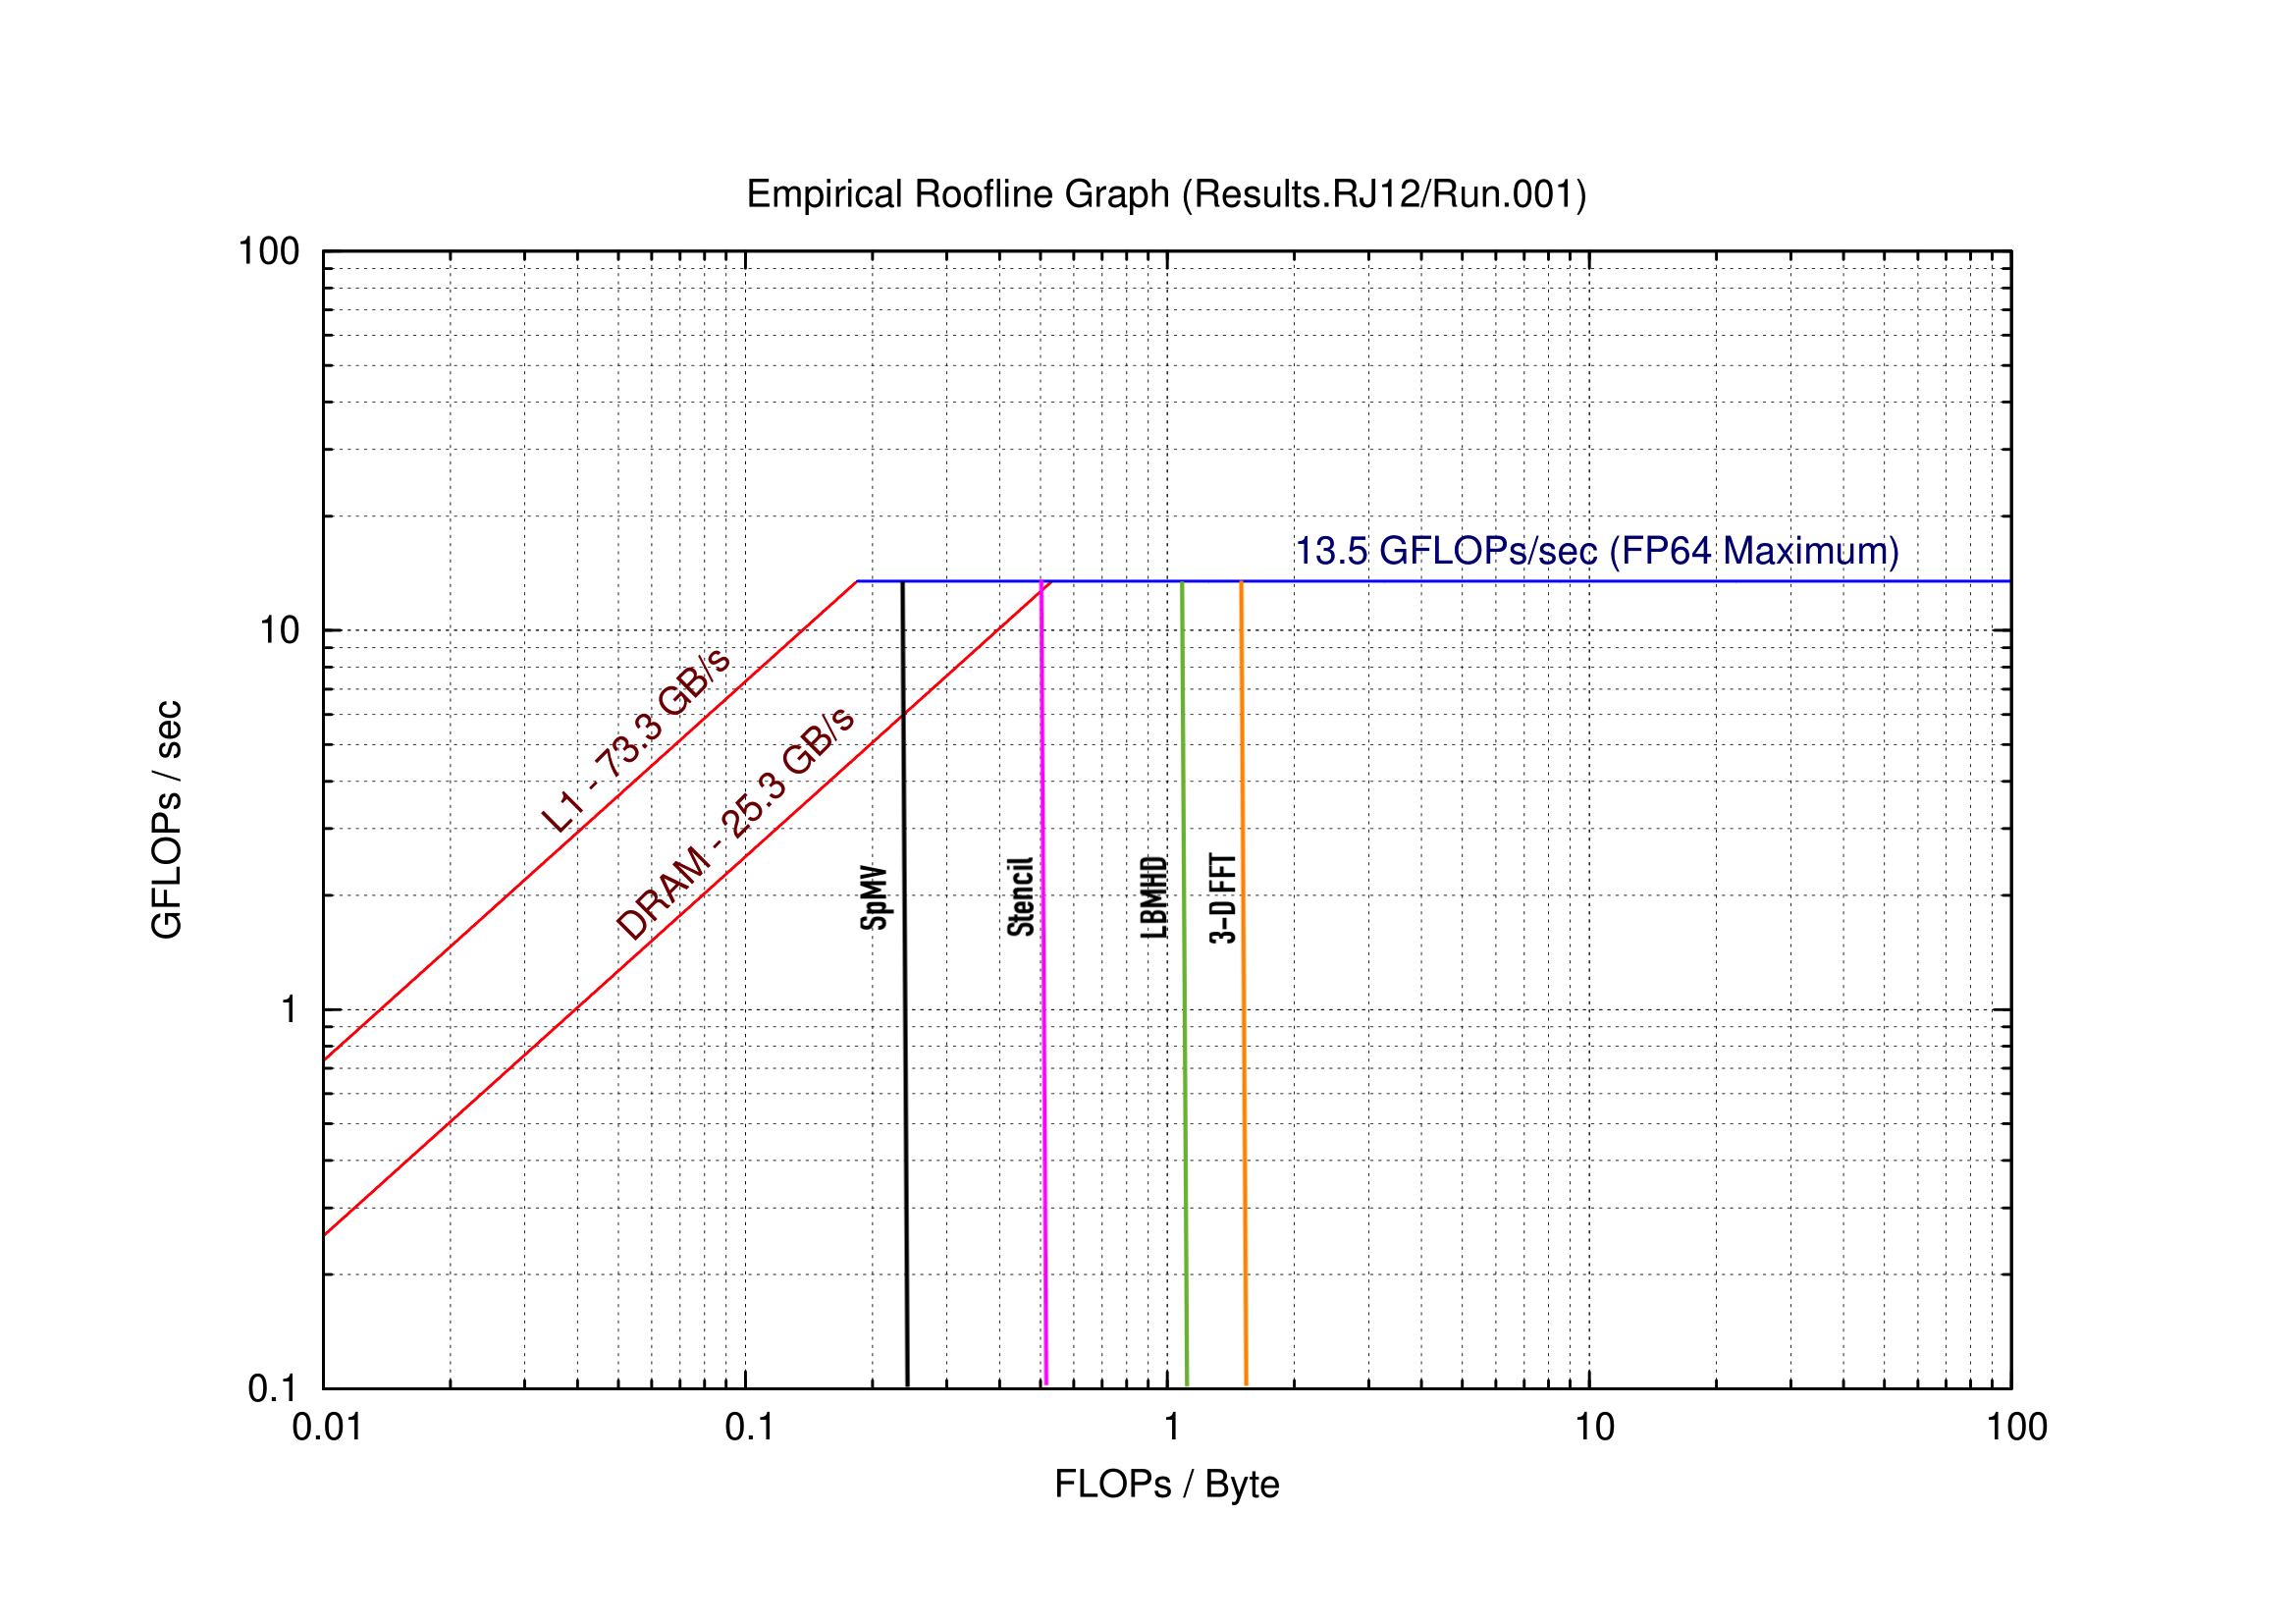 Empirical Roofline Graph (Results.RJ12/Run.001)
100
10
1
0.1
GFLOPs / sec
13.5 GFLOPs/sec (FP64 Maximum)
L1 - 73.3 GB/s
DRAM - 25.3 GB/s
SpMV
Stencil
LBMHD
3-D FFT
0.01
0.1
1
10
100
FLOPs / Byte